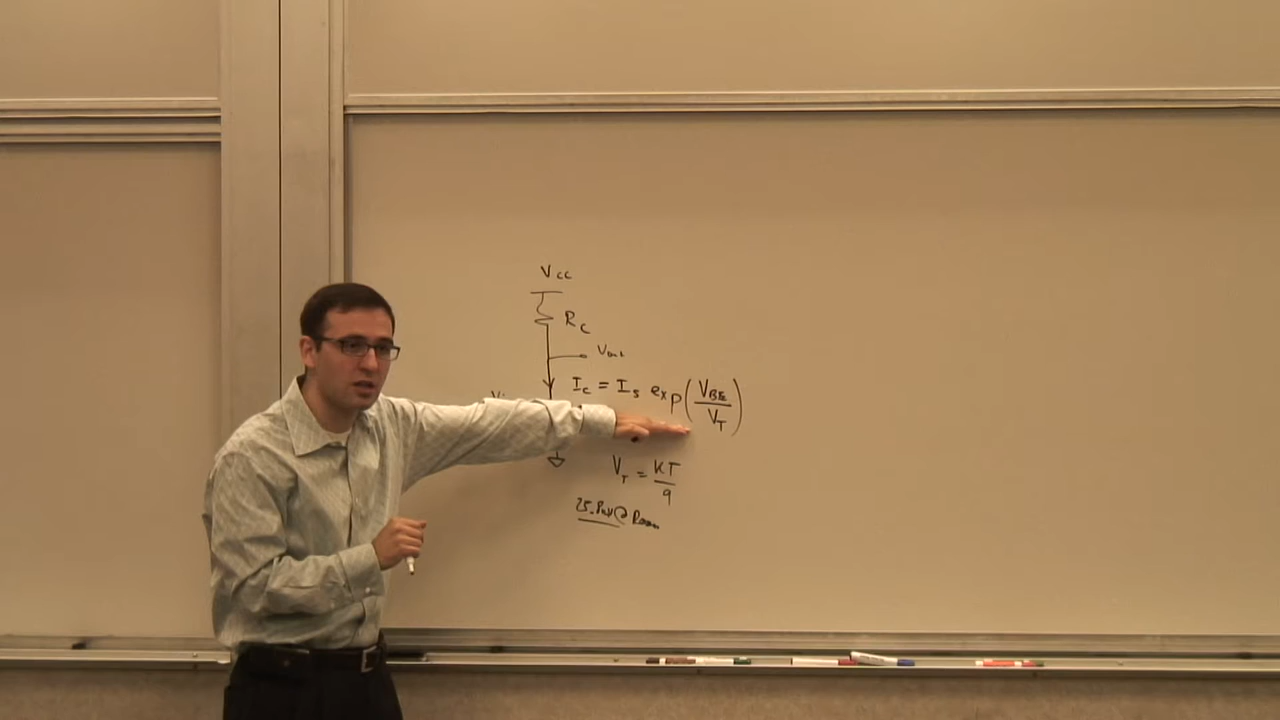 Vcc
Rc
Vout
Ic = Is exp(VBE/VT)
VT = KT/q
25.8mV@ Room